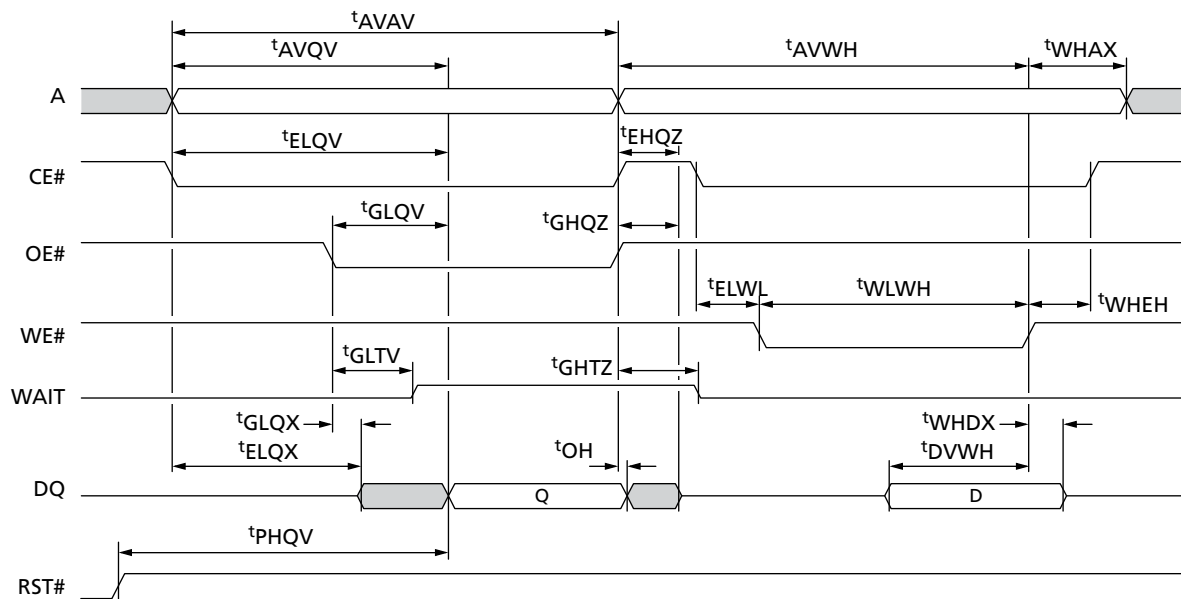 tAVAV
tAVQV tAVWH tWHAX
A
tELQV tEHQZ
CE#
tGLQV tGHQZ
OE#
tELWL tWLWH tWHEH
WE#
tGLTV tGHTZ
WAIT
tGLQX tWHDX
tELQX tOH tDVWH
DQ Q D
tPHQV
RST#